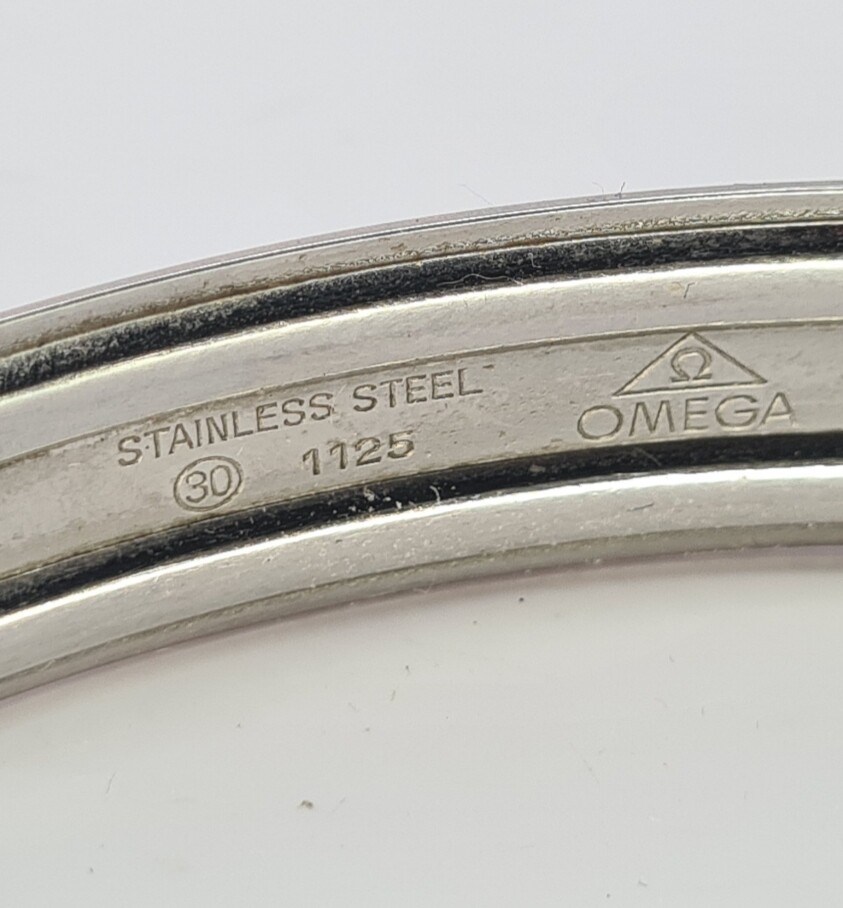 STAINLESS STEEL
30 1125
Ω
OMEGA